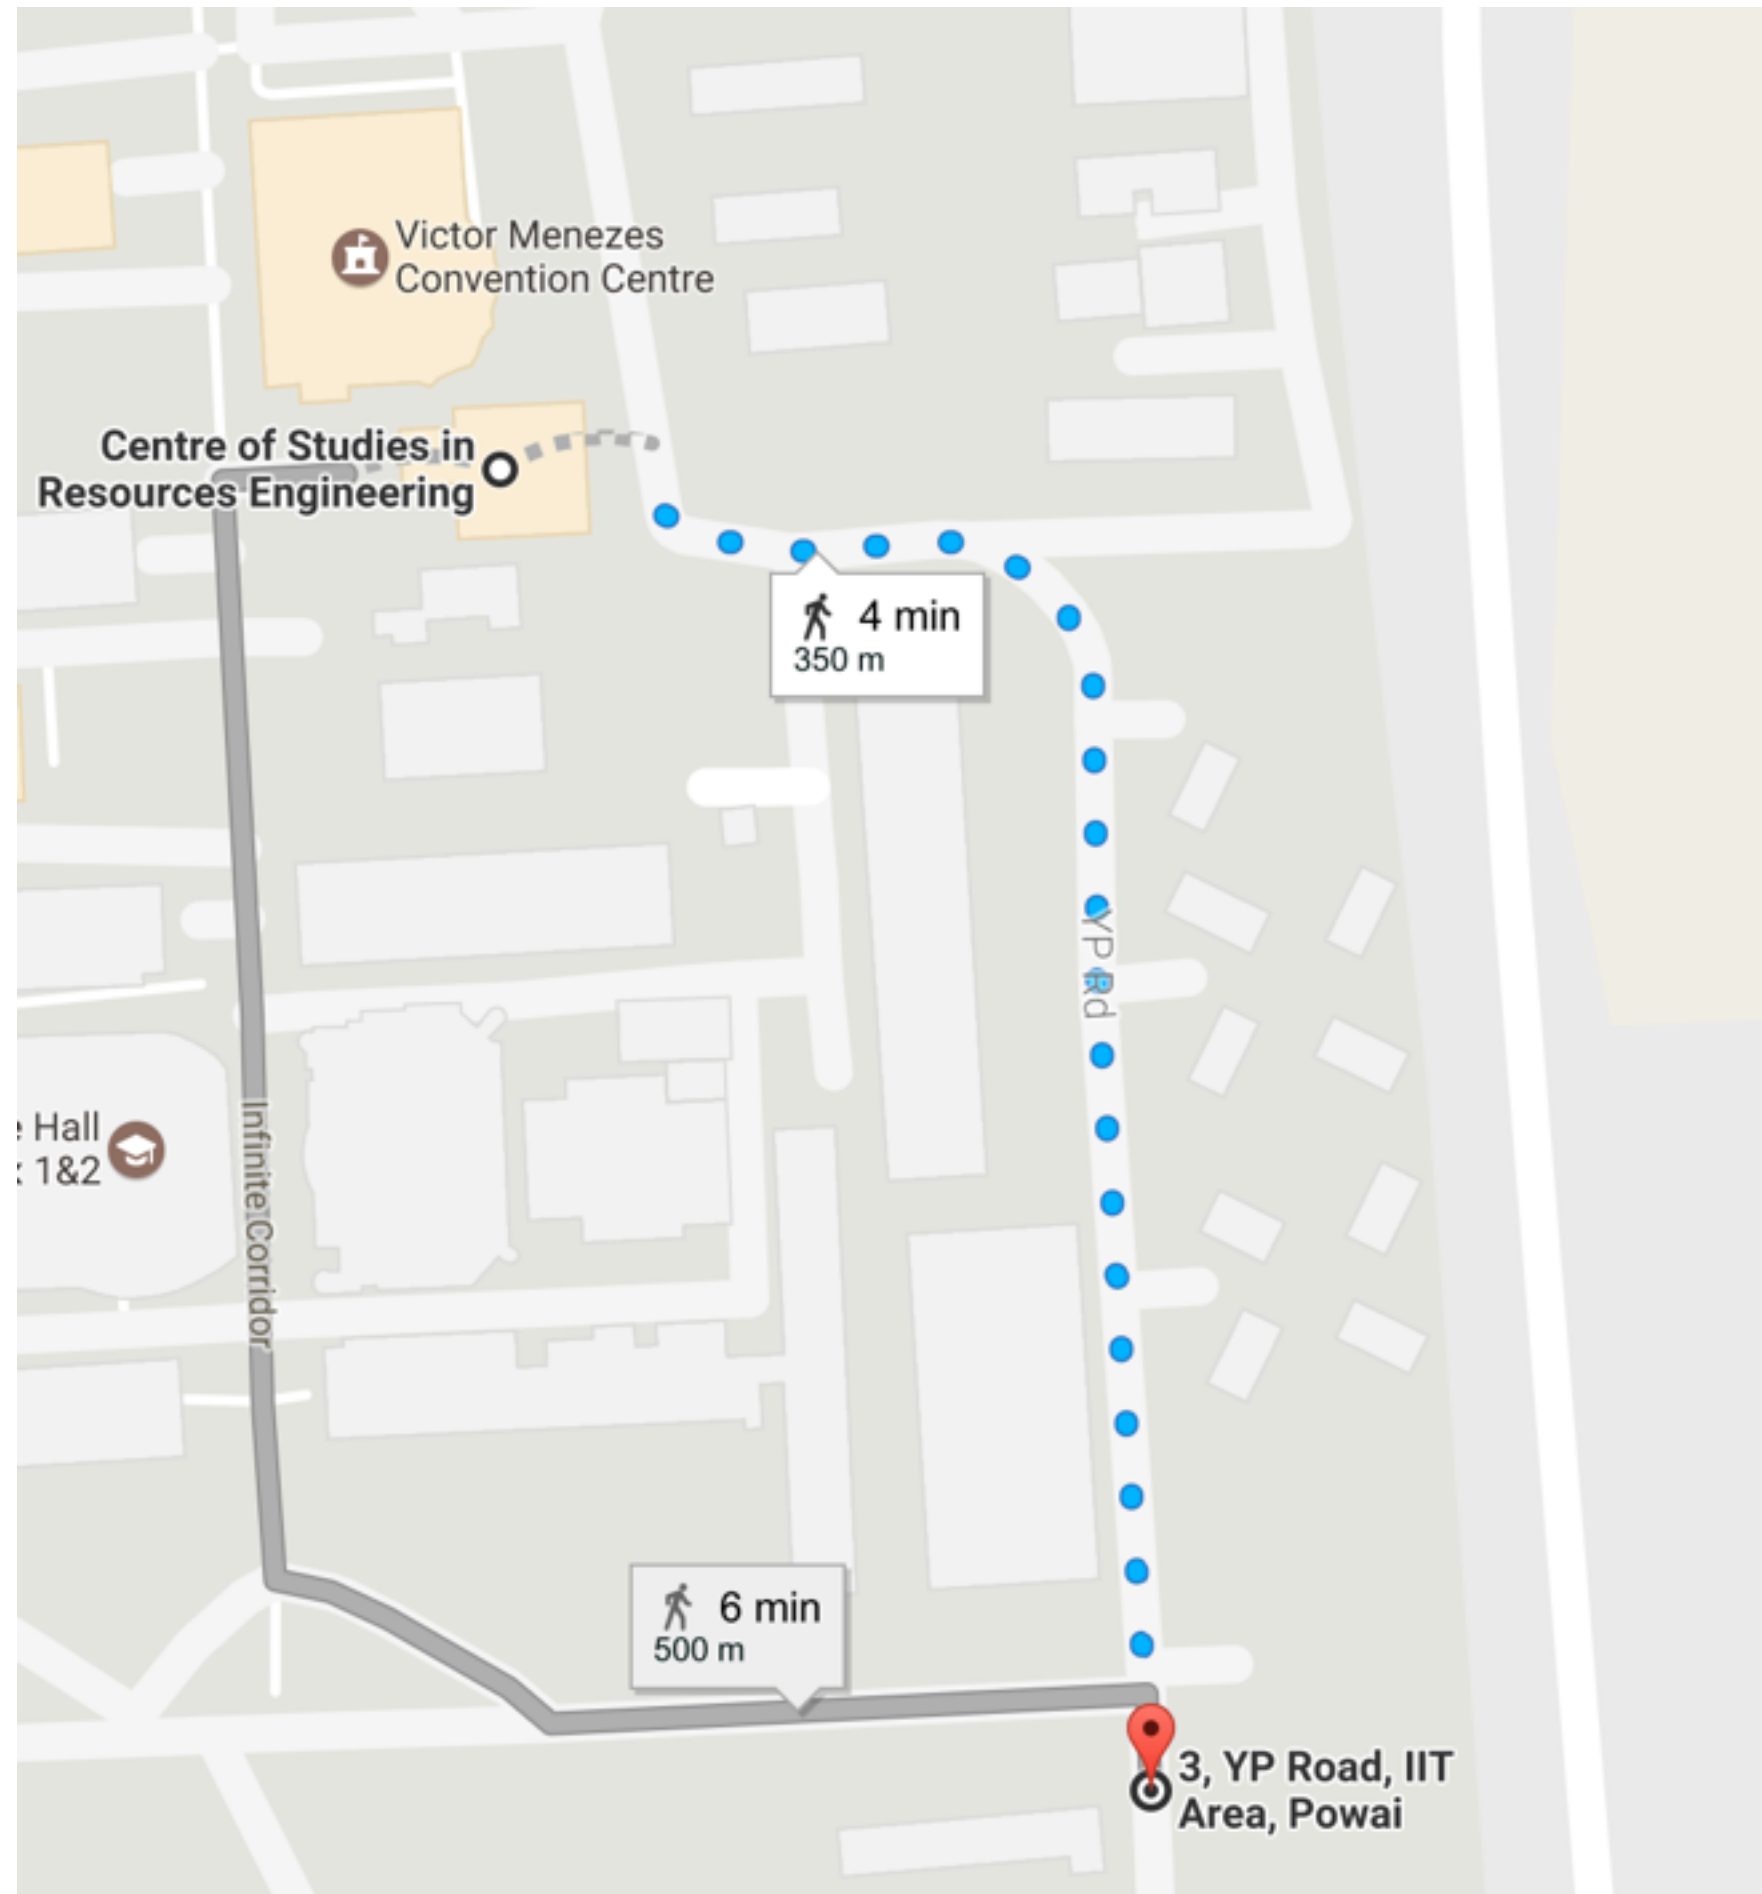 Victor Menezes
Convention Centre
Centre of Studies in
Resources Engineering
4 min
350 m
YP Rd
e Hall
1&2
Infinite Corridor
6 min
500 m
3, YP Road, IIT
Area, Powai